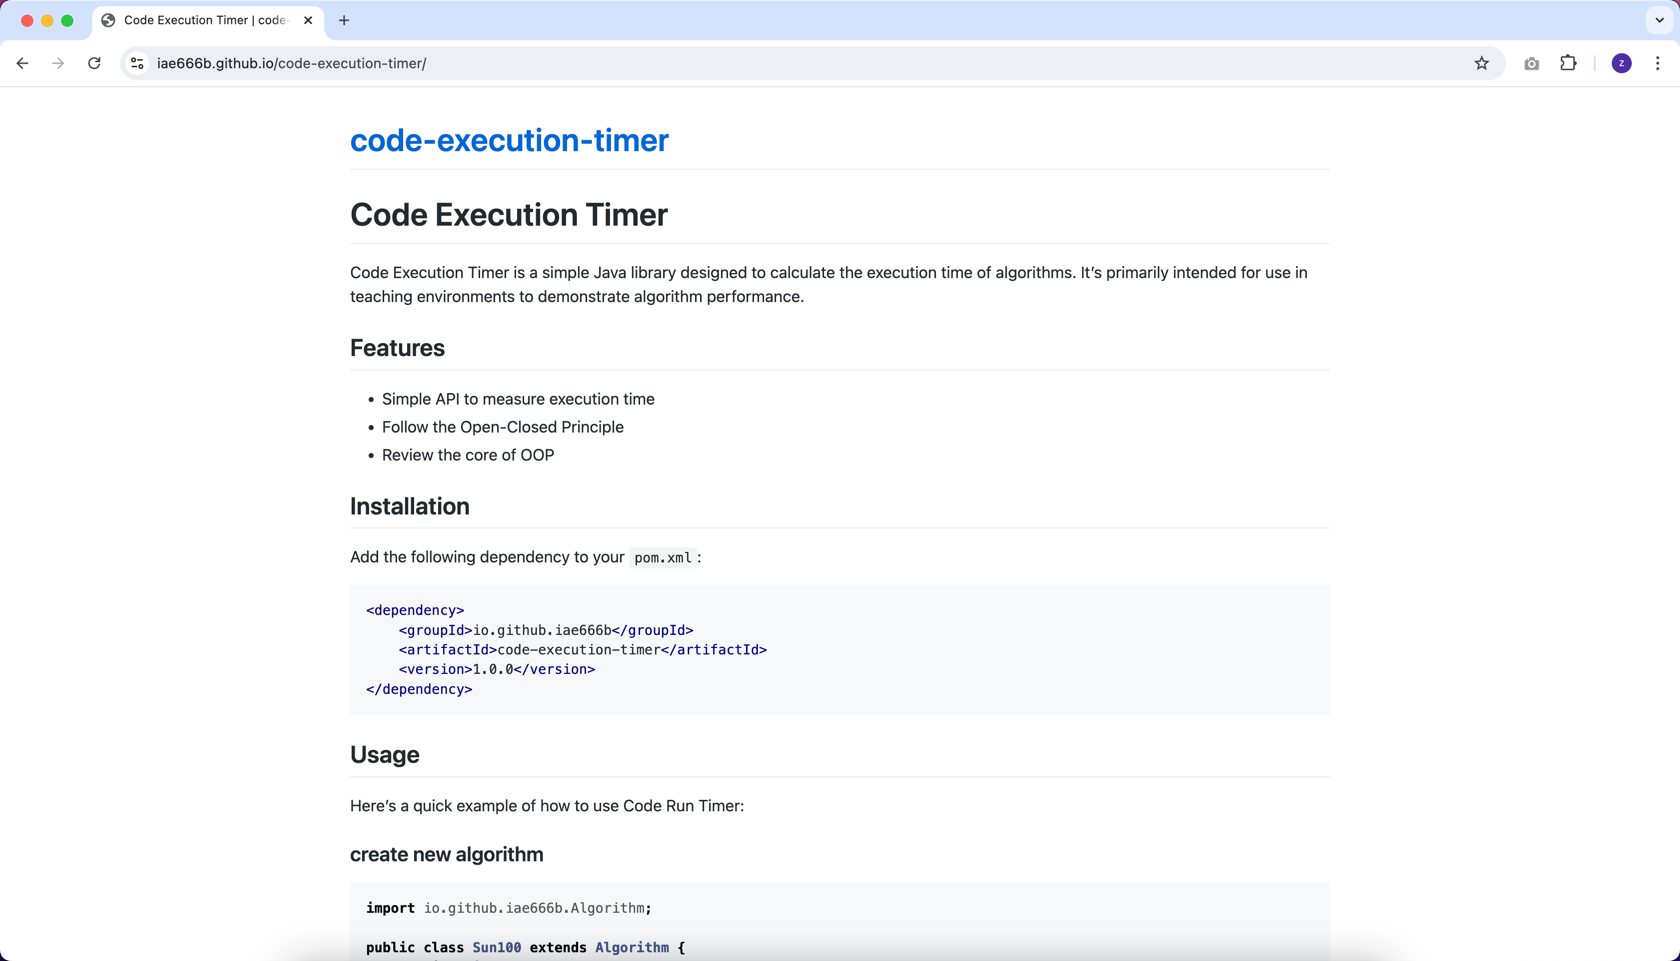 Code Execution Timer | code-
iae666b.github.io/code-execution-timer/
z
code-execution-timer
Code Execution Timer
Code Execution Timer is a simple Java library designed to calculate the execution time of algorithms. It’s primarily intended for use in
teaching environments to demonstrate algorithm performance.
Features
• Simple API to measure execution time
• Follow the Open-Closed Principle
• Review the core of OOP
Installation
Add the following dependency to your pom.xml:
<dependency>
    <groupId>io.github.iae666b</groupId>
    <artifactId>code-execution-timer</artifactId>
    <version>1.0.0</version>
</dependency>
Usage
Here’s a quick example of how to use Code Run Timer:
create new algorithm
import io.github.iae666b.Algorithm;
public class Sun100 extends Algorithm {